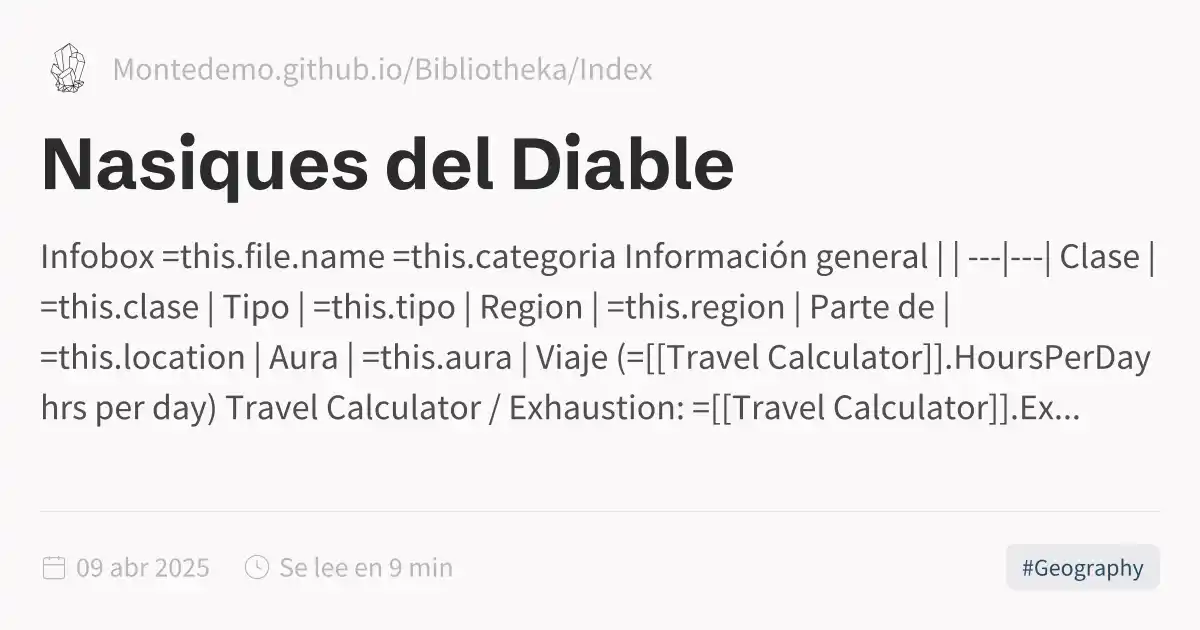 Montedemo.github.io/Bibliotheka/Index
Nasiques del Diable
Infobox =this.file.name =this.categoria Información general | | ---|---| Clase |
=this.clase | Tipo | =this.tipo | Region | =this.region | Parte de |
=this.location | Aura | =this.aura | Viaje (=[[Travel Calculator]].HoursPerDay
hrs per day) Travel Calculator / Exhaustion: =[[Travel Calculator]].Ex...
09 abr 2025 Se lee en 9 min #Geography